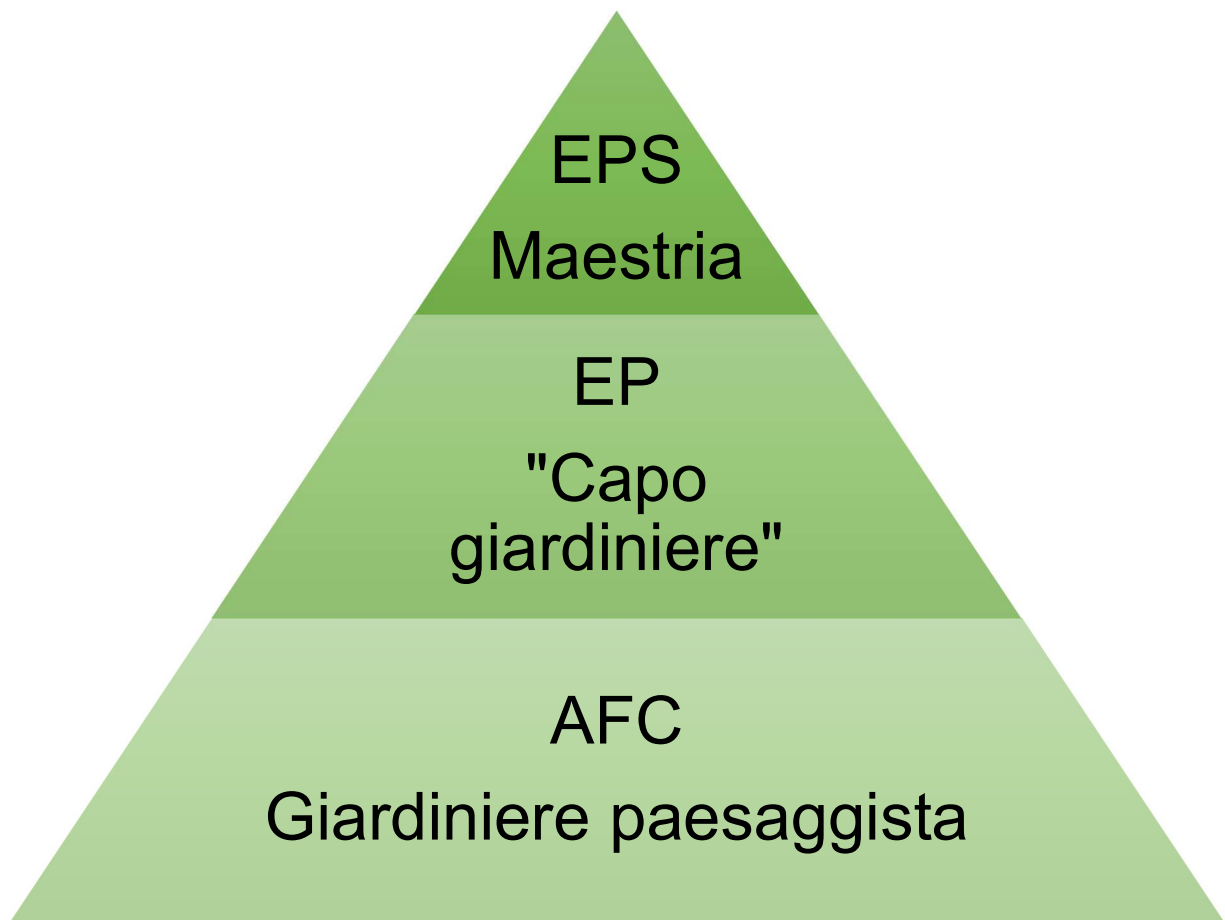 EPS
Maestria
EP
"Capo
giardiniere"
AFC
Giardiniere paesaggista